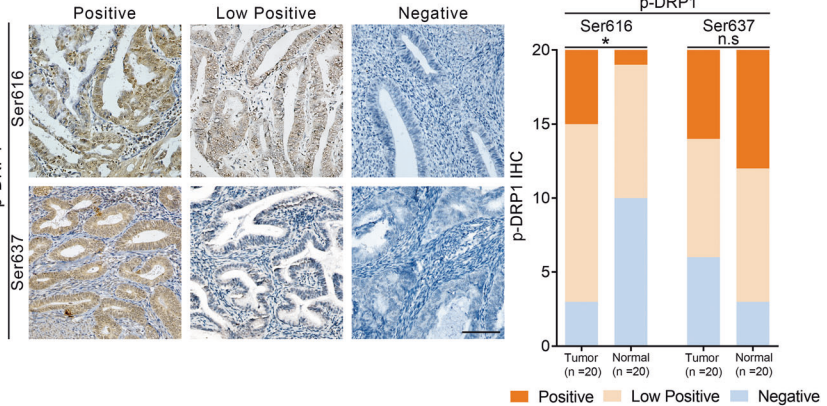 Positive
Low Positive
Negative
Ser616
Ser637
p-DRP1
Ser616
Ser637
*
n.s
p-DRP1 IHC
20
15
10
5
0
Tumor
(n =20)
Normal
(n =20)
Tumor
(n =20)
Normal
(n =20)
Positive
Low Positive
Negative